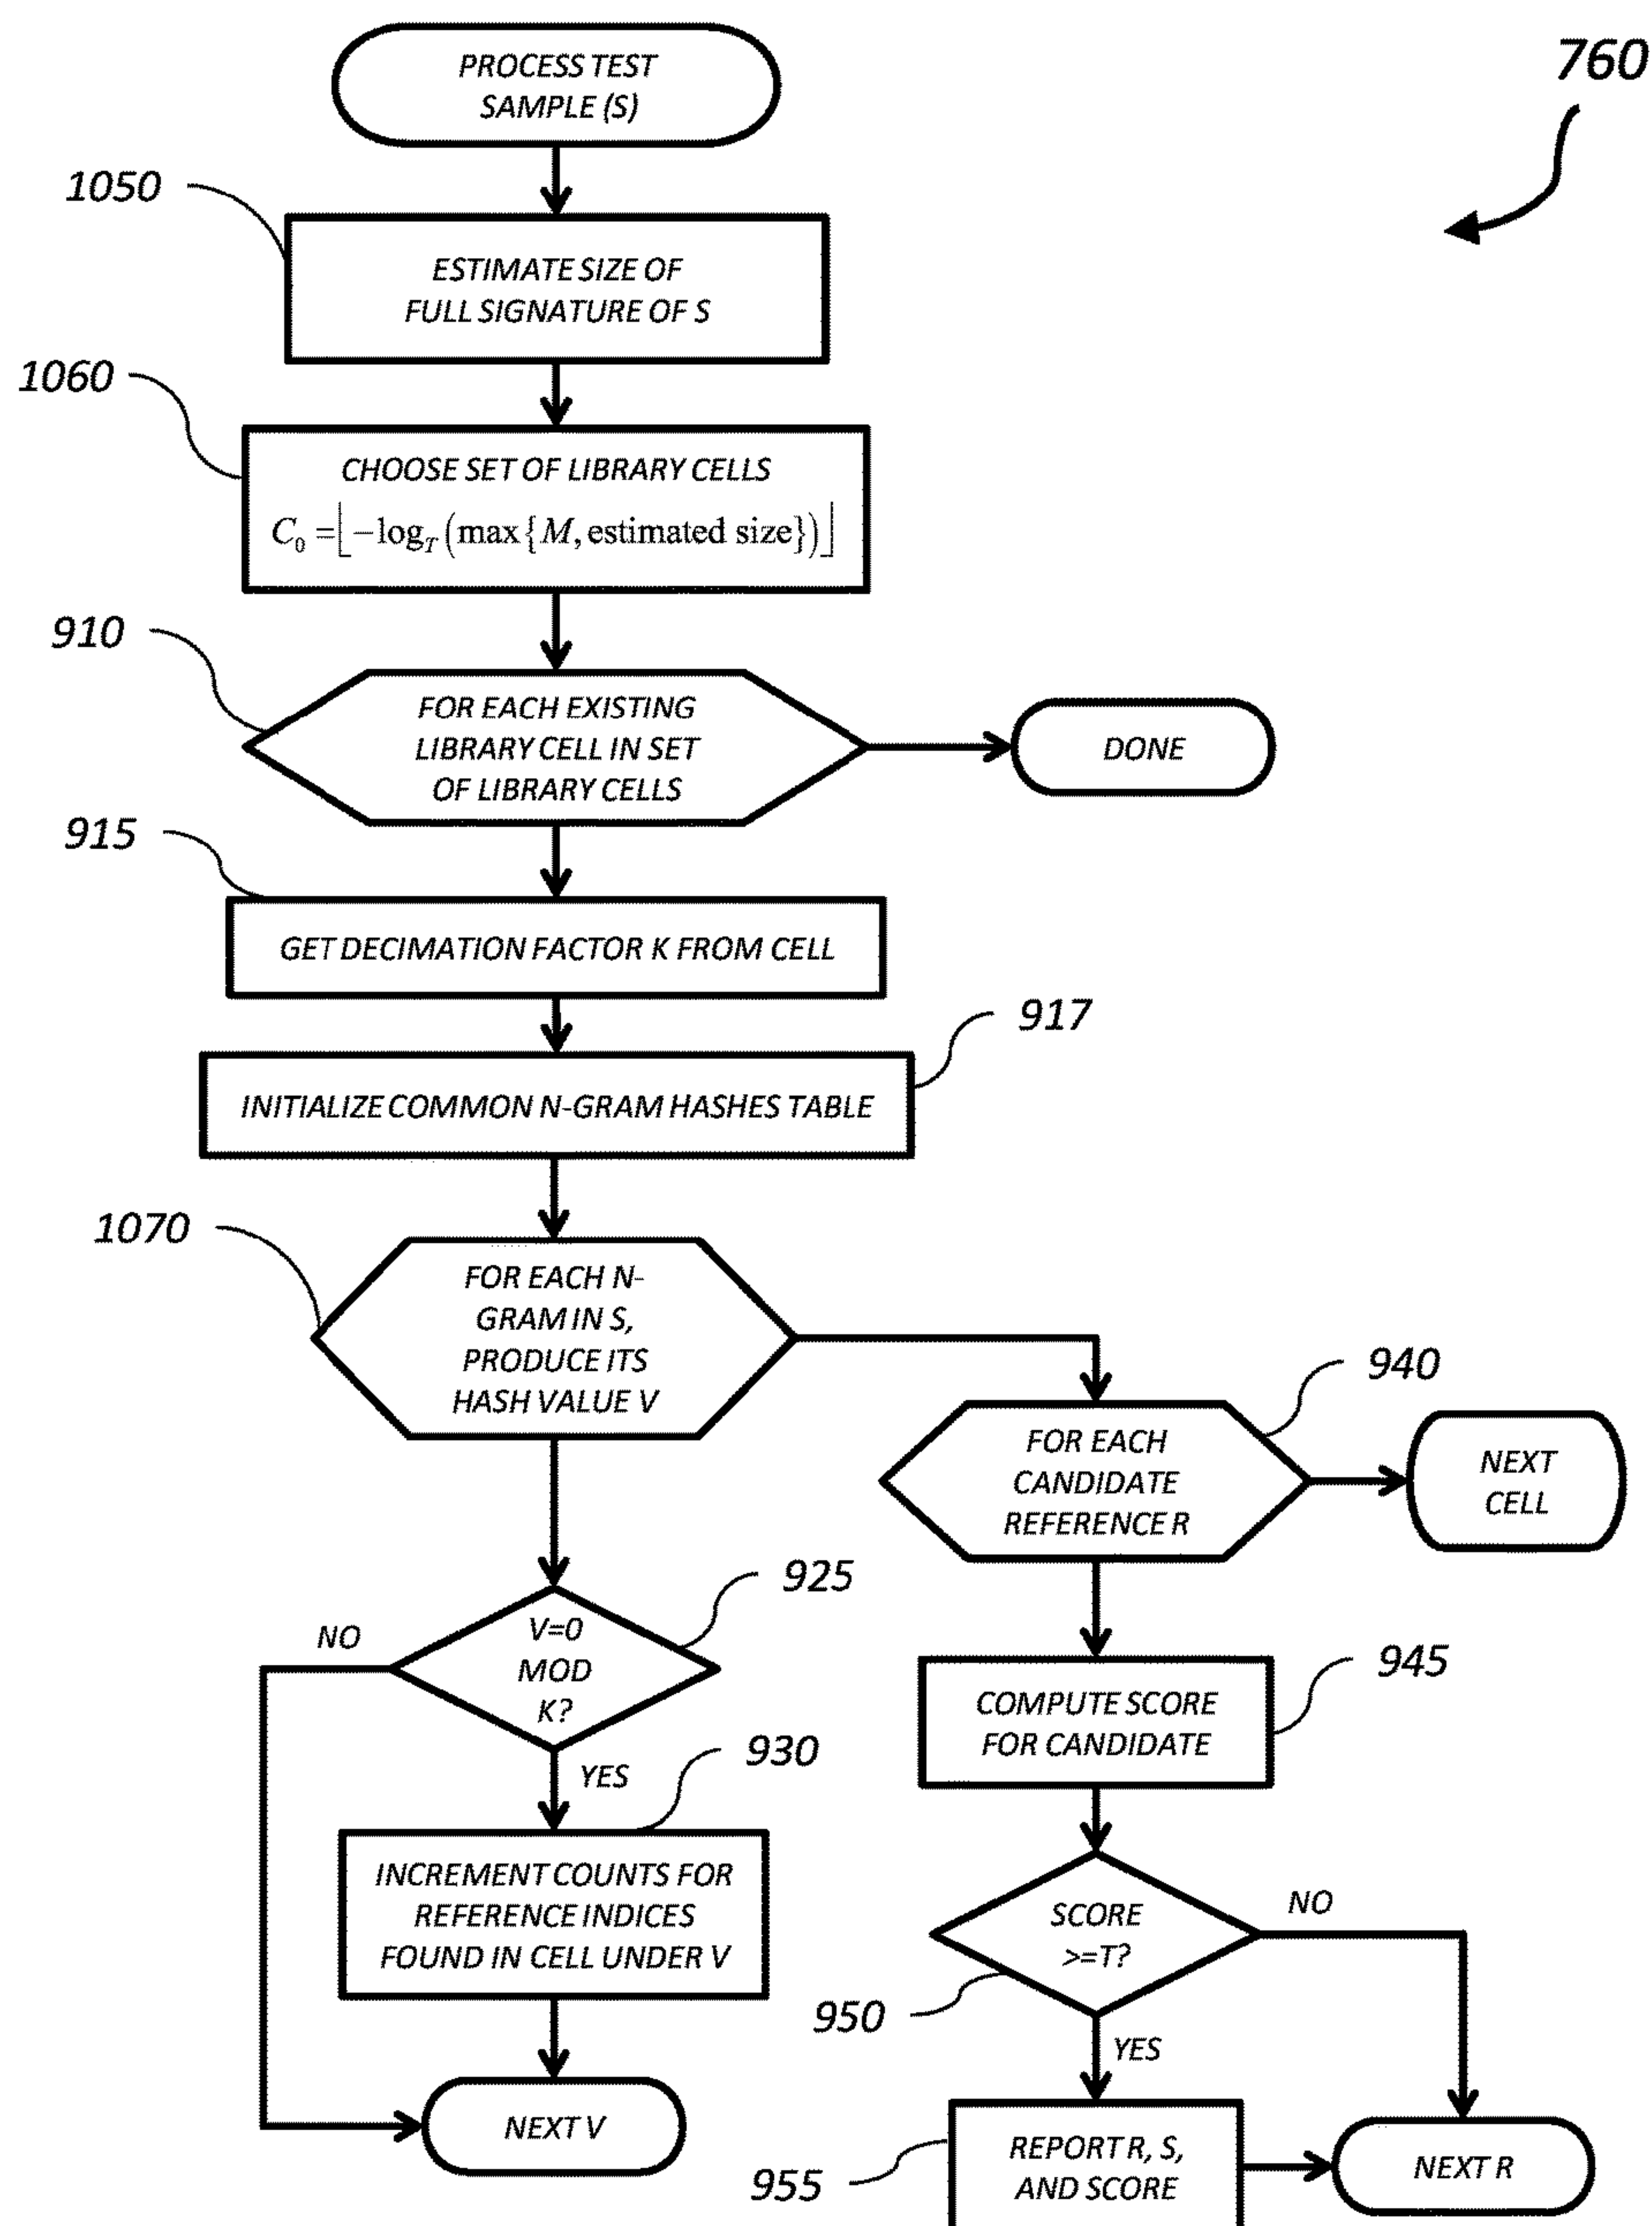 760
PROCESS TEST
SAMPLE (S)
1050
ESTIMATE SIZE OF
FULL SIGNATURE OF S
1060
CHOOSE SET OF LIBRARY CELLS
C₀ = ⌊−log_T (max{M, estimated size})⌋
910
FOR EACH EXISTING
LIBRARY CELL IN SET
OF LIBRARY CELLS
DONE
915
GET DECIMATION FACTOR K FROM CELL
917
INITIALIZE COMMON N-GRAM HASHES TABLE
1070
FOR EACH N-
GRAM IN S,
PRODUCE ITS
HASH VALUE V
940
FOR EACH
CANDIDATE
REFERENCE R
NEXT
CELL
925
V=0
MOD
K?
NO
YES
930
INCREMENT COUNTS FOR
REFERENCE INDICES
FOUND IN CELL UNDER V
NEXT V
945
COMPUTE SCORE
FOR CANDIDATE
950
SCORE
>=T?
NO
YES
955
REPORT R, S,
AND SCORE
NEXT R